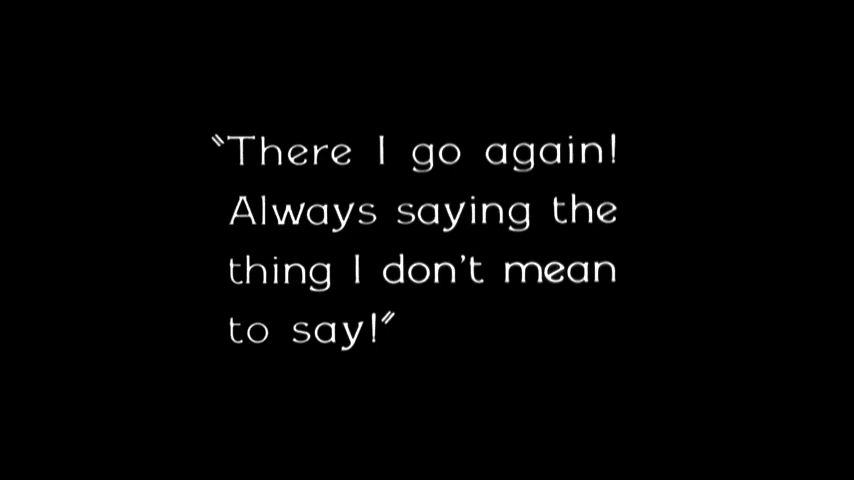 "There I go again!
Always saying the
thing I don't mean
to say!"